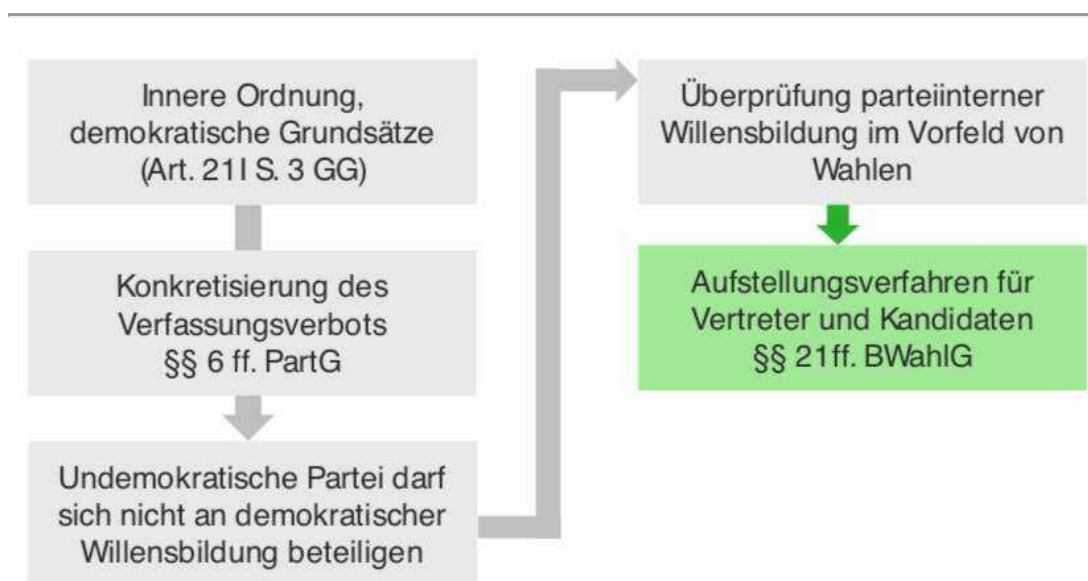 Innere Ordnung,
demokratische Grundsätze
(Art. 21I S. 3 GG)
Konkretisierung des
Verfassungsverbots
§§ 6 ff. PartG
Undemokratische Partei darf
sich nicht an demokratischer
Willensbildung beteiligen
Überprüfung parteiinterner
Willensbildung im Vorfeld von
Wahlen
Aufstellungsverfahren für
Vertreter und Kandidaten
§§ 21ff. BWahlG